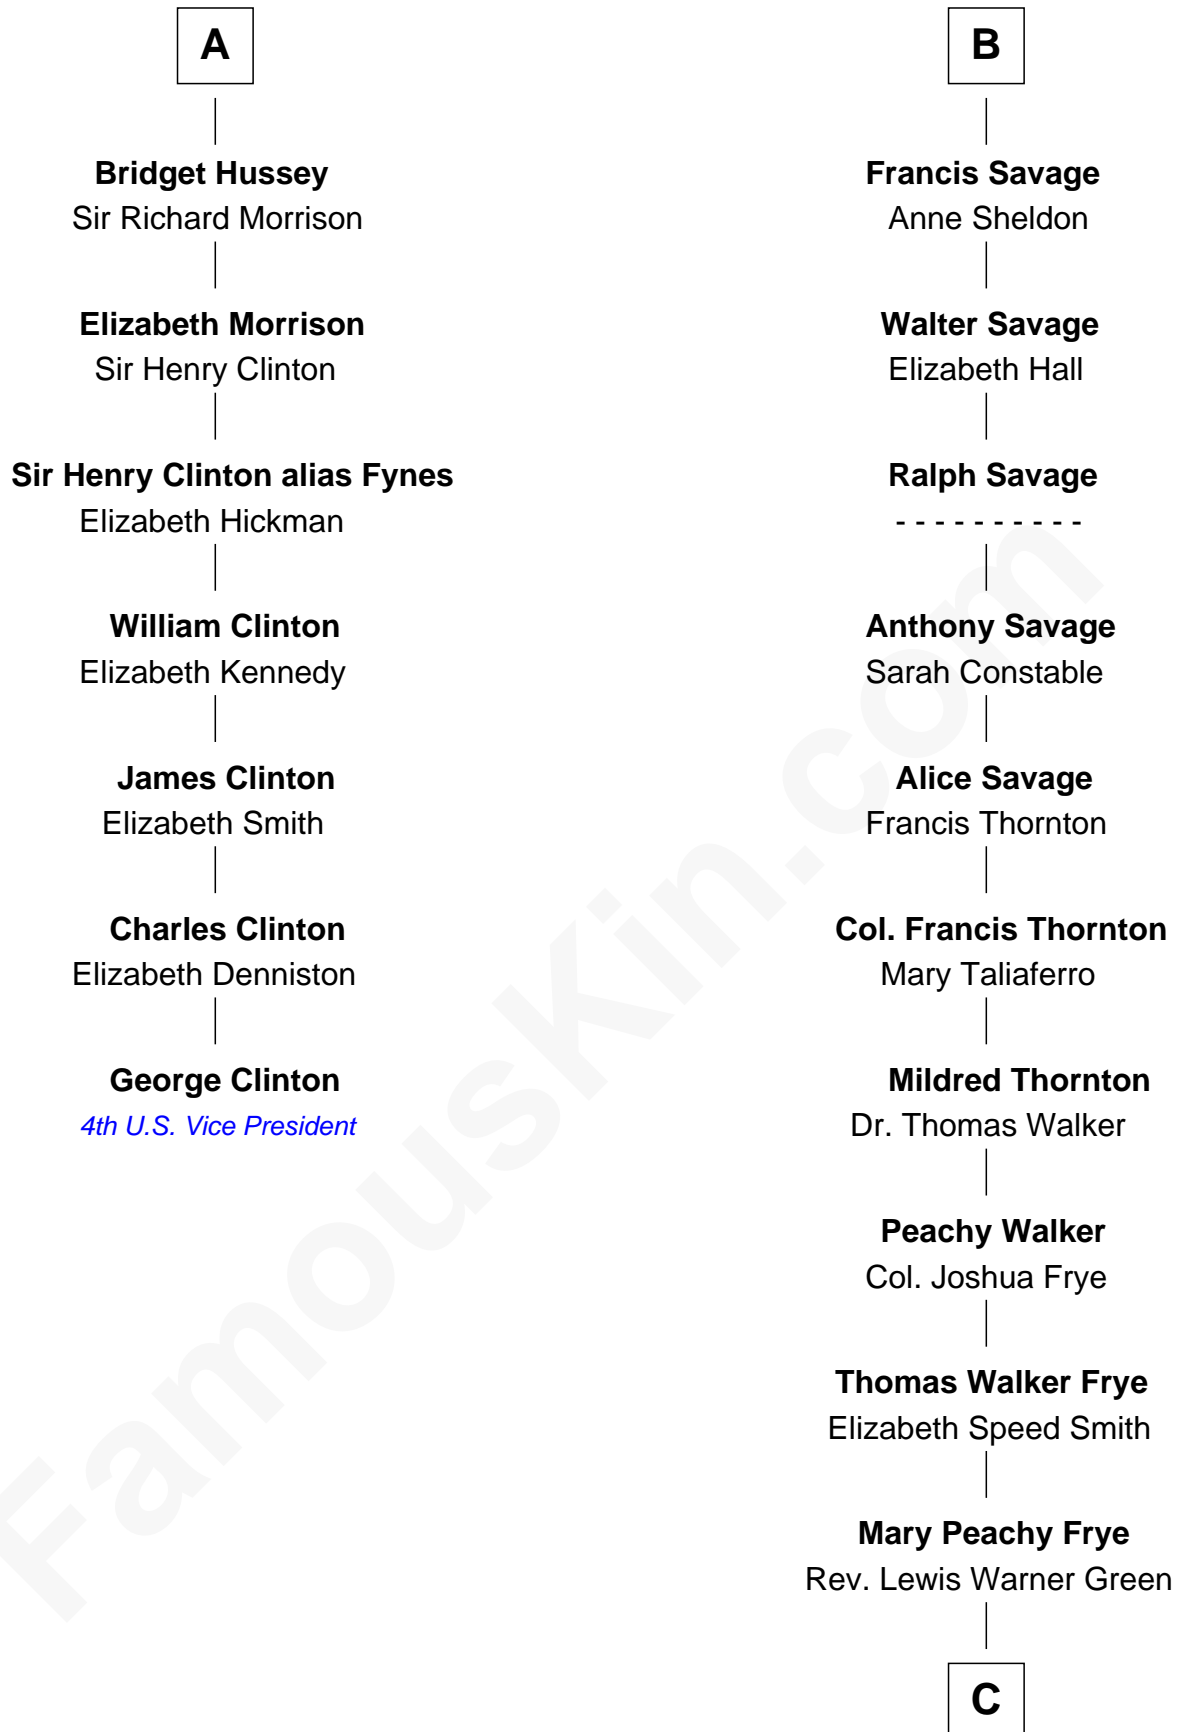 A
Bridget Hussey
Sir Richard Morrison
Elizabeth Morrison
Sir Henry Clinton
Sir Henry Clinton alias Fynes
Elizabeth Hickman
William Clinton
Elizabeth Kennedy
James Clinton
Elizabeth Smith
Charles Clinton
Elizabeth Denniston
George Clinton
4th U.S. Vice President
B
Francis Savage
Anne Sheldon
Walter Savage
Elizabeth Hall
Ralph Savage
- - - - - - - - - -
Anthony Savage
Sarah Constable
Alice Savage
Francis Thornton
Col. Francis Thornton
Mary Taliaferro
Mildred Thornton
Dr. Thomas Walker
Peachy Walker
Col. Joshua Frye
Thomas Walker Frye
Elizabeth Speed Smith
Mary Peachy Frye
Rev. Lewis Warner Green
C
FamousKin.com